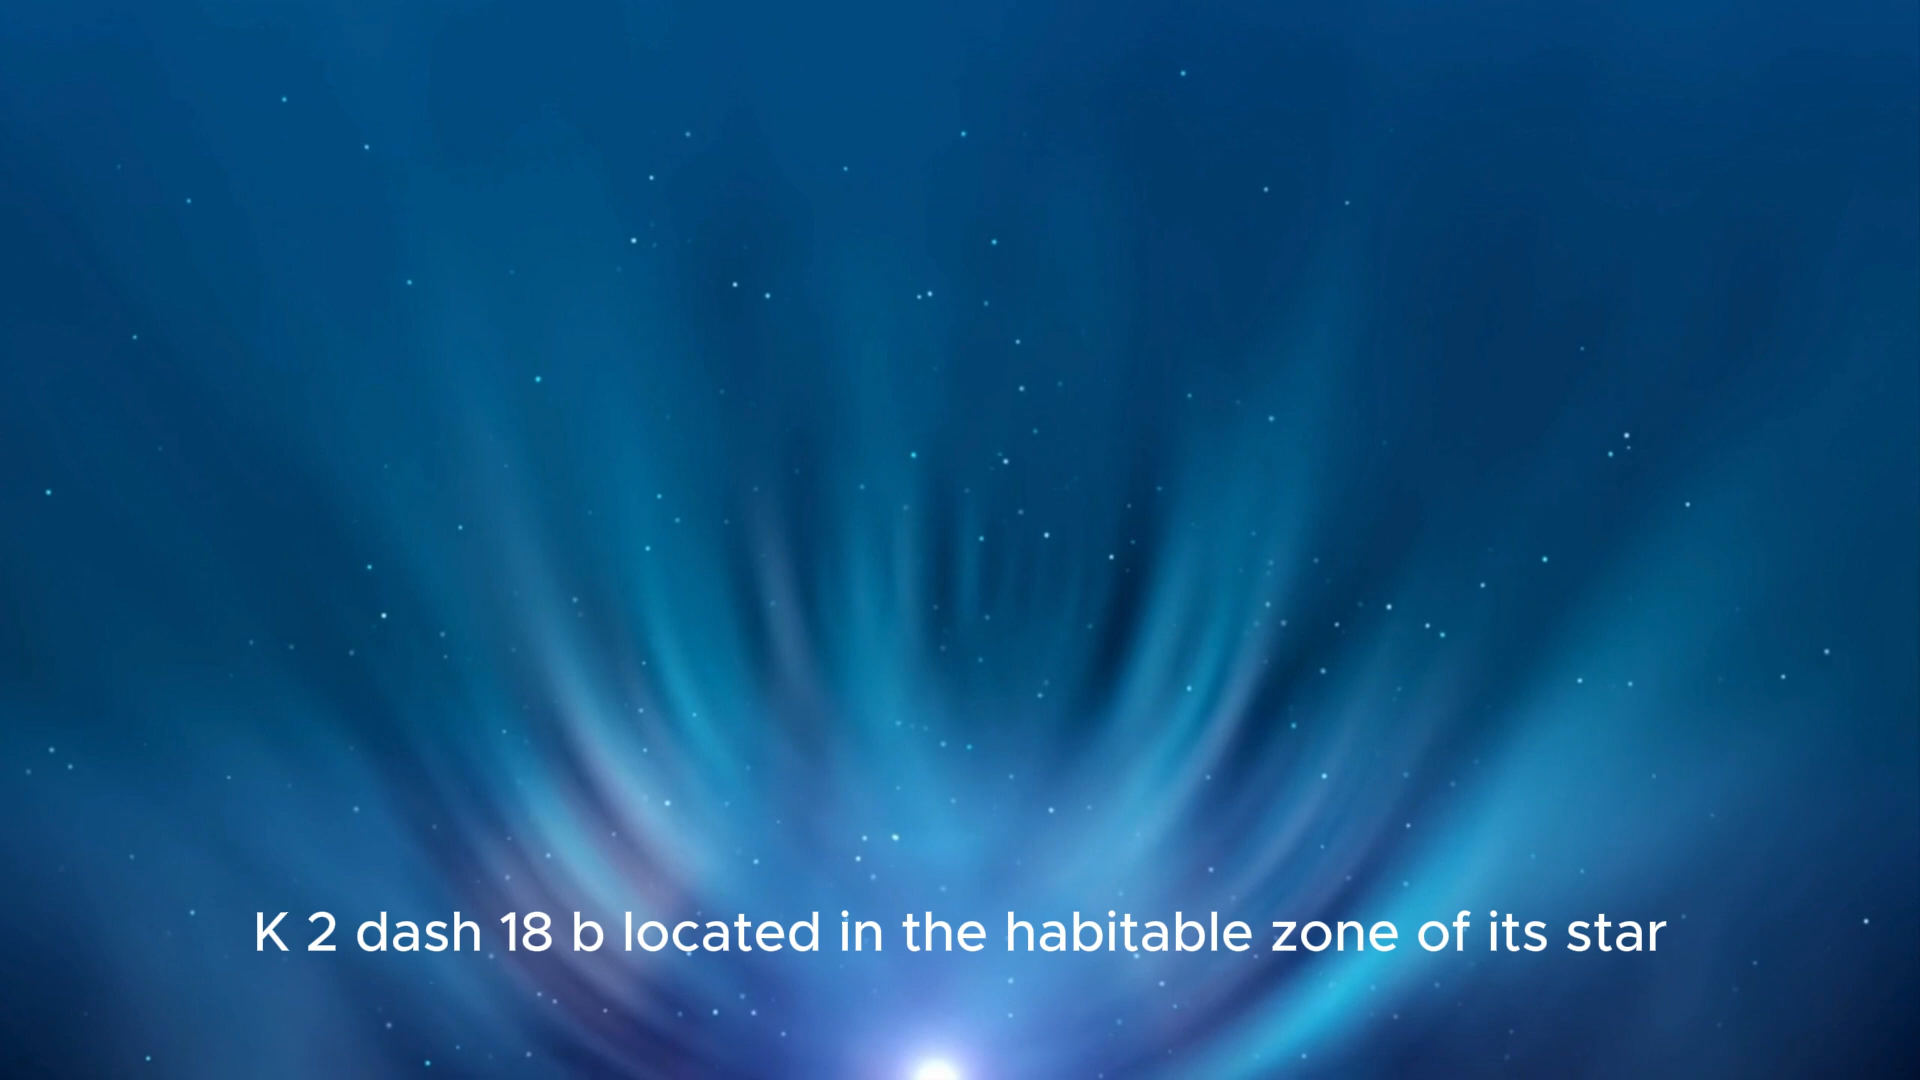 K 2 dash 18 b located in the habitable zone of its star